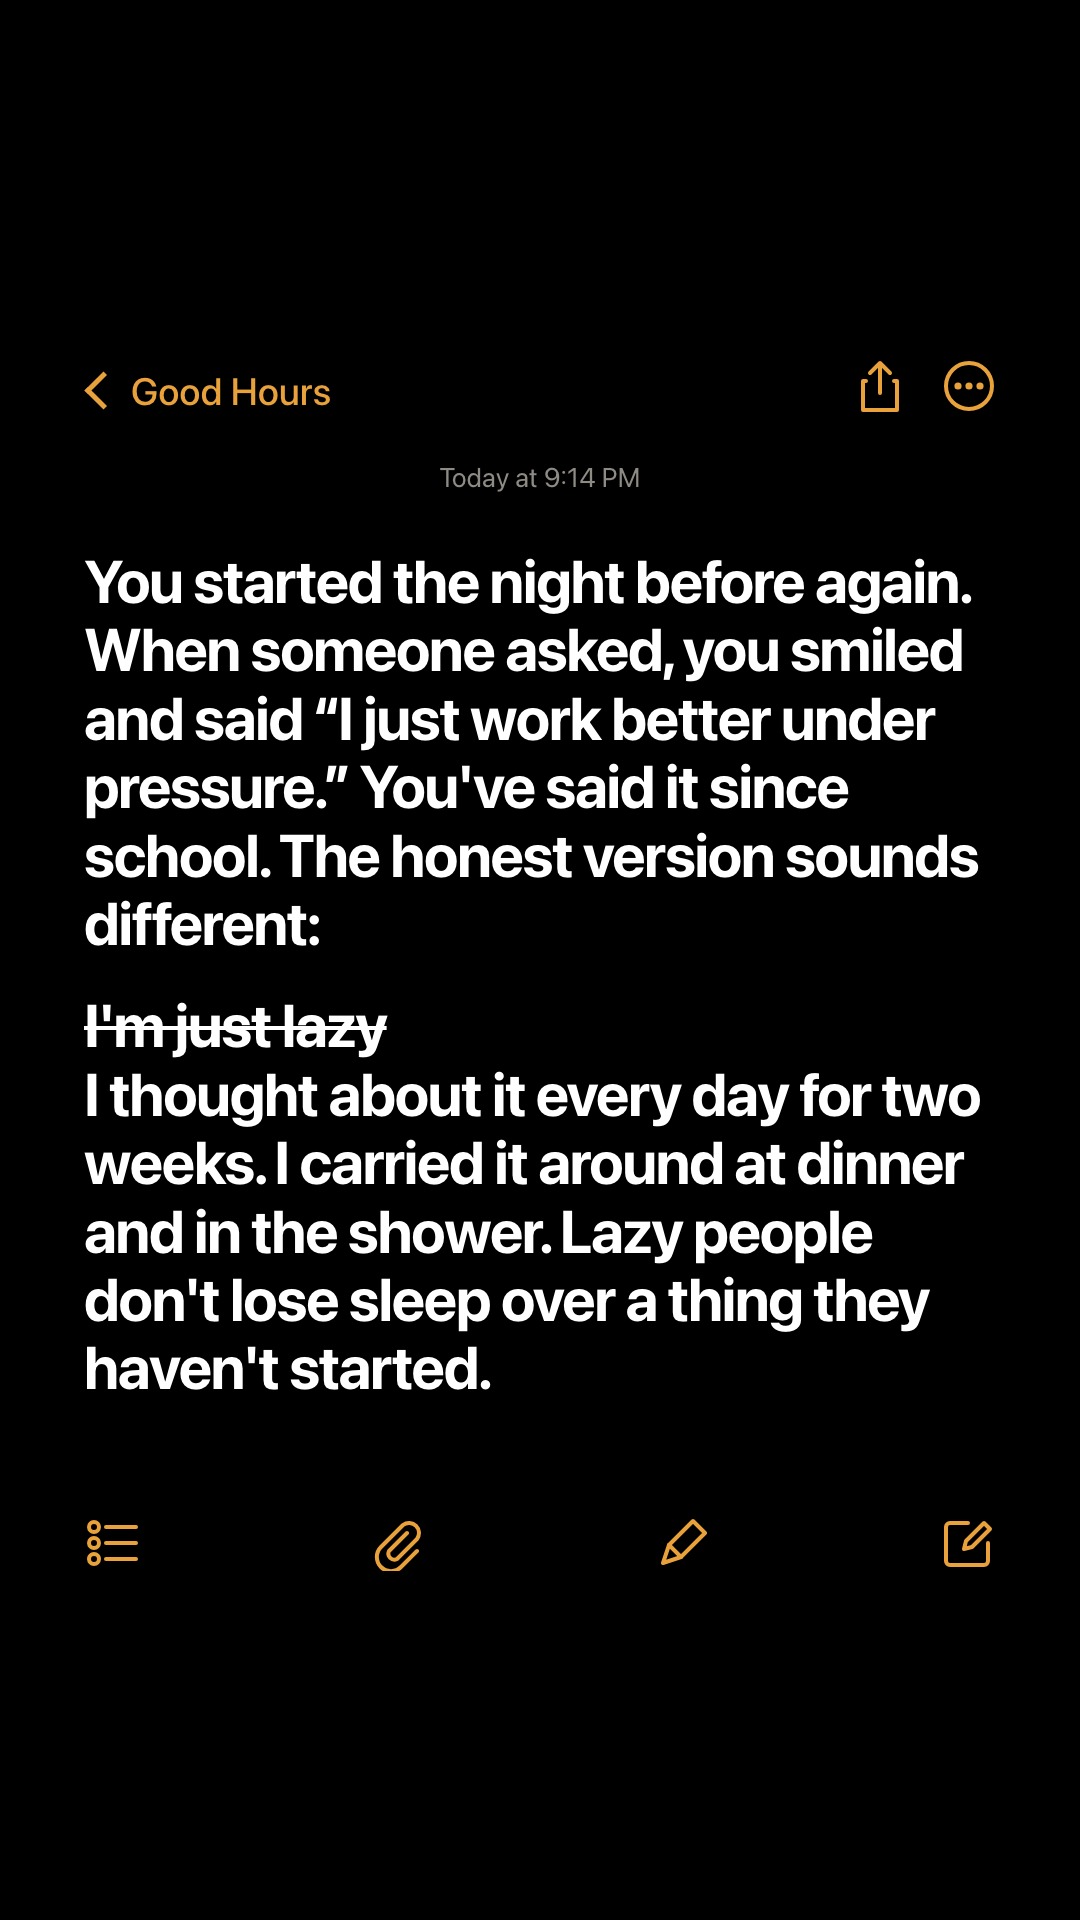 Good Hours
Today at 9:14 PM
You started the night before again.
When someone asked, you smiled
and said “I just work better under
pressure.” You've said it since
school. The honest version sounds
different:
I'm just lazy
I thought about it every day for two
weeks. I carried it around at dinner
and in the shower. Lazy people
don't lose sleep over a thing they
haven't started.